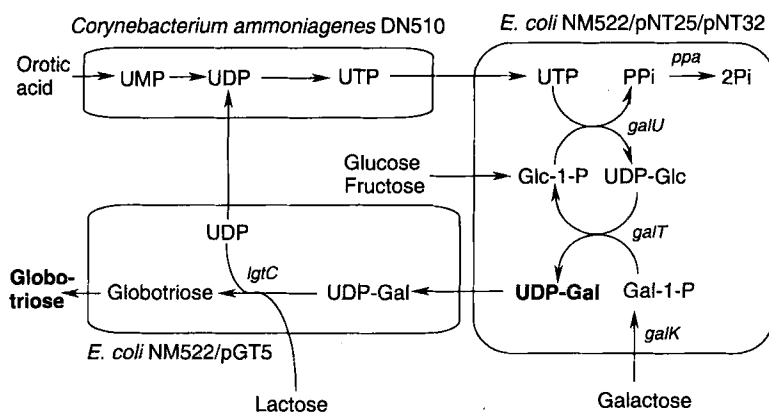 Corynebacterium ammoniagenes DN510
E. coli NM522/pNT25/pNT32
Orotic
acid
UMP
UDP
UTP
UTP
PPi
ppa
2Pi
galU
Glucose
Fructose
Glc-1-P
UDP-Glc
galT
UDP
lgtC
Globo-
triose
Globotriose
UDP-Gal
UDP-Gal
Gal-1-P
galK
E. coli NM522/pGT5
Lactose
Galactose